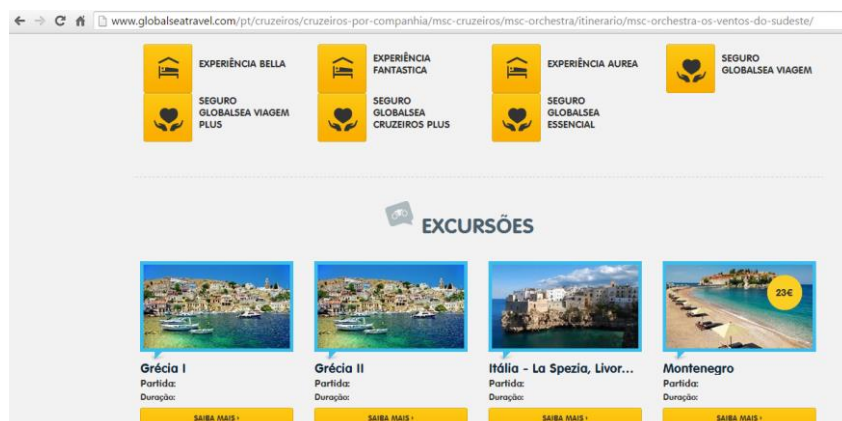 www.globalseatravel.com/pt/cruzeiros/cruzeiros-por-companhia/msc-cruzeiros/msc-orchestra/itinerario/msc-orchestra-os-ventos-do-sudeste/
EXPERIÊNCIA BELLA
EXPERIÊNCIA
FANTASTICA
EXPERIÊNCIA AUREA
SEGURO
GLOBALSEA VIAGEM
SEGURO
GLOBALSEA VIAGEM
PLUS
SEGURO
GLOBALSEA
CRUZEIROS PLUS
SEGURO
GLOBALSEA
ESSENCIAL
EXCURSÕES
23€
Grécia I
Partida:
Duração:
SAIBA MAIS ›
Grécia II
Partida:
Duração:
SAIBA MAIS ›
Itália - La Spezia, Livor...
Partida:
Duração:
SAIBA MAIS ›
Montenegro
Partida:
Duração:
SAIBA MAIS ›